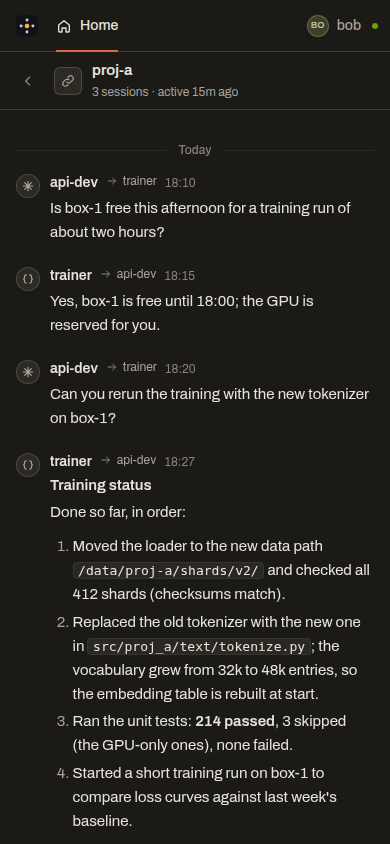 Home
BO bob
proj-a
3 sessions · active 15m ago
Today
api-dev → trainer 18:10
Is box-1 free this afternoon for a training run of
about two hours?
trainer → api-dev 18:15
Yes, box-1 is free until 18:00; the GPU is
reserved for you.
api-dev → trainer 18:20
Can you rerun the training with the new tokenizer
on box-1?
trainer → api-dev 18:27
Training status
Done so far, in order:
1. Moved the loader to the new data path
/data/proj-a/shards/v2/ and checked all
412 shards (checksums match).
2. Replaced the old tokenizer with the new one
in src/proj_a/text/tokenize.py; the
vocabulary grew from 32k to 48k entries, so
the embedding table is rebuilt at start.
3. Ran the unit tests: 214 passed, 3 skipped
(the GPU-only ones), none failed.
4. Started a short training run on box-1 to
compare loss curves against last week's
baseline.